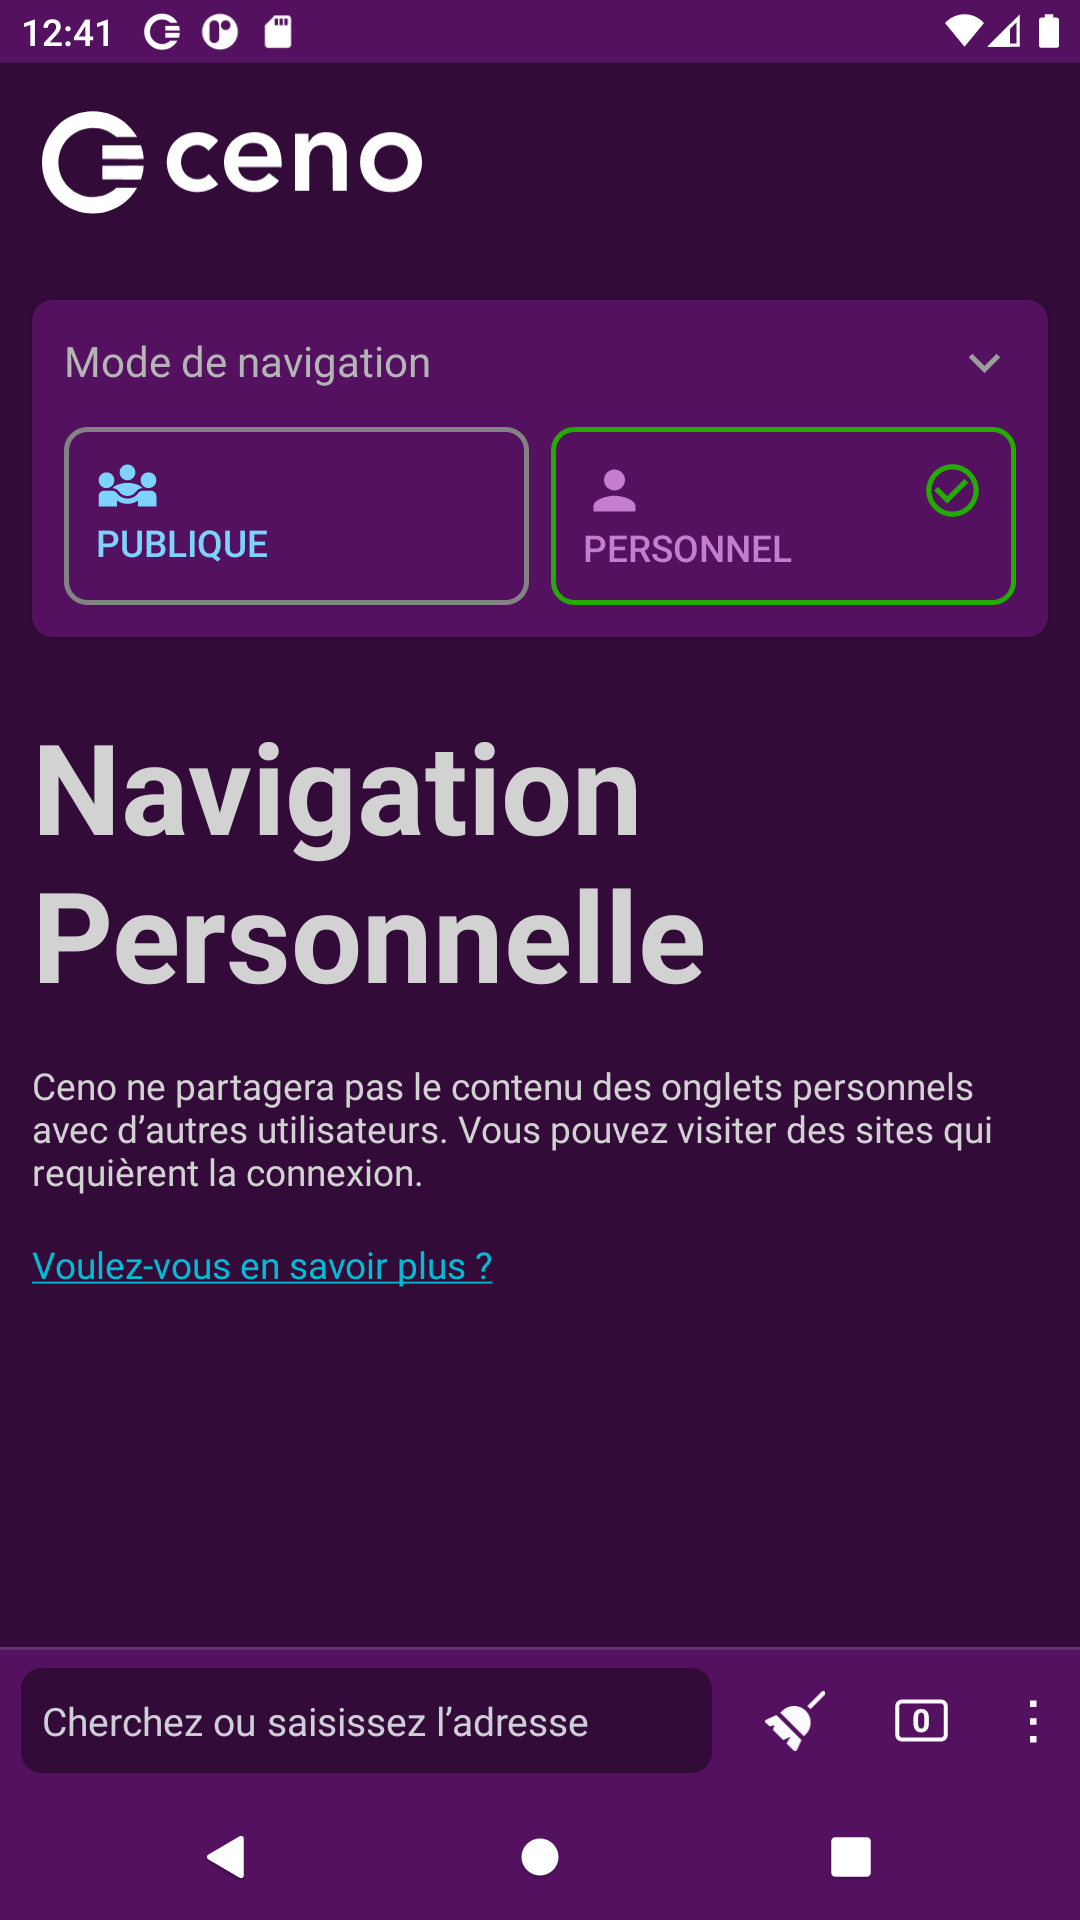 12:41
ceno
Mode de navigation
PUBLIQUE
PERSONNEL
Navigation
Personnelle
Ceno ne partagera pas le contenu des onglets personnels
avec d’autres utilisateurs. Vous pouvez visiter des sites qui
requièrent la connexion.
Voulez-vous en savoir plus ?
Cherchez ou saisissez l’adresse
0